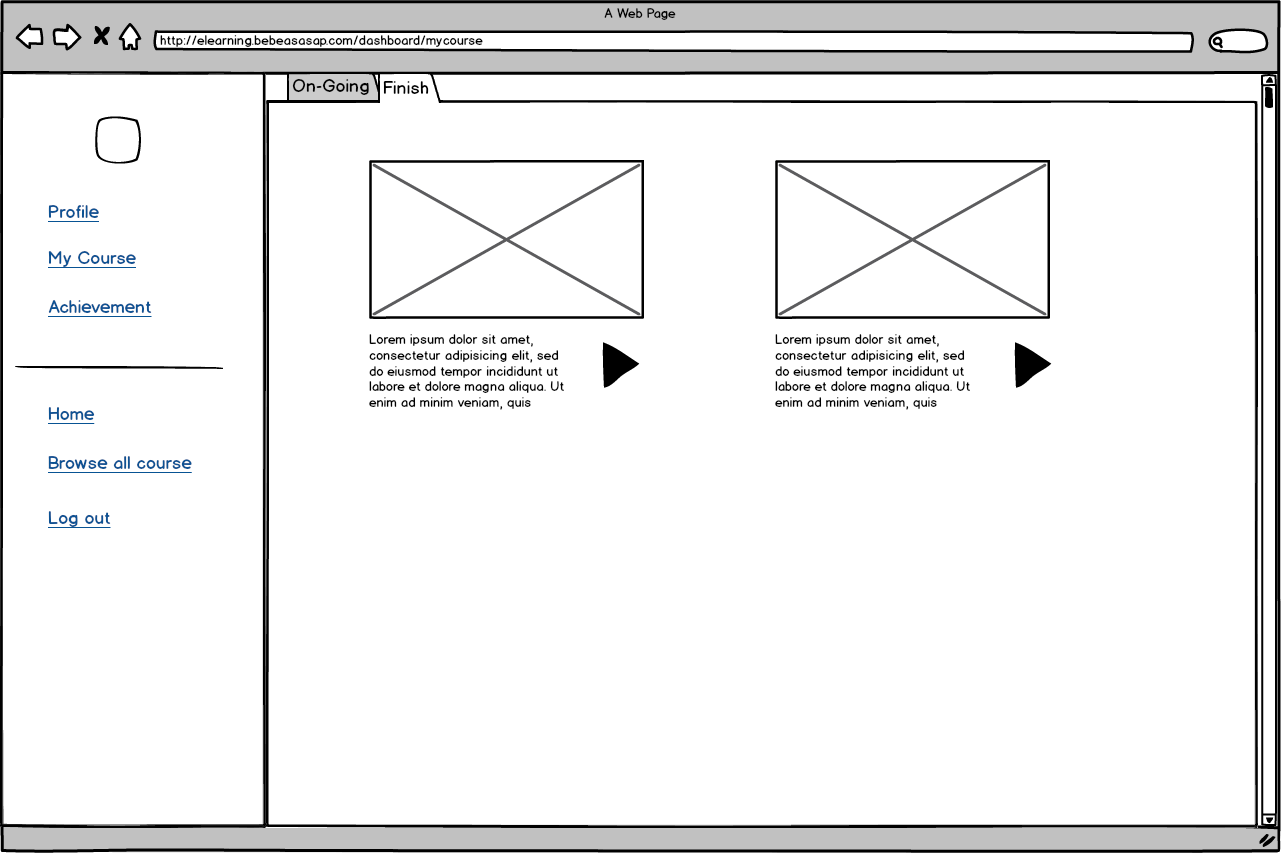 A Web Page
http://elearning.bebeasasap.com/dashboard/mycourse
On-Going
Finish
Profile
My Course
Achievement
Home
Browse all course
Log out
Lorem ipsum dolor sit amet,
consectetur adipisicing elit, sed
do eiusmod tempor incididunt ut
labore et dolore magna aliqua. Ut
enim ad minim veniam, quis
Lorem ipsum dolor sit amet,
consectetur adipisicing elit, sed
do eiusmod tempor incididunt ut
labore et dolore magna aliqua. Ut
enim ad minim veniam, quis